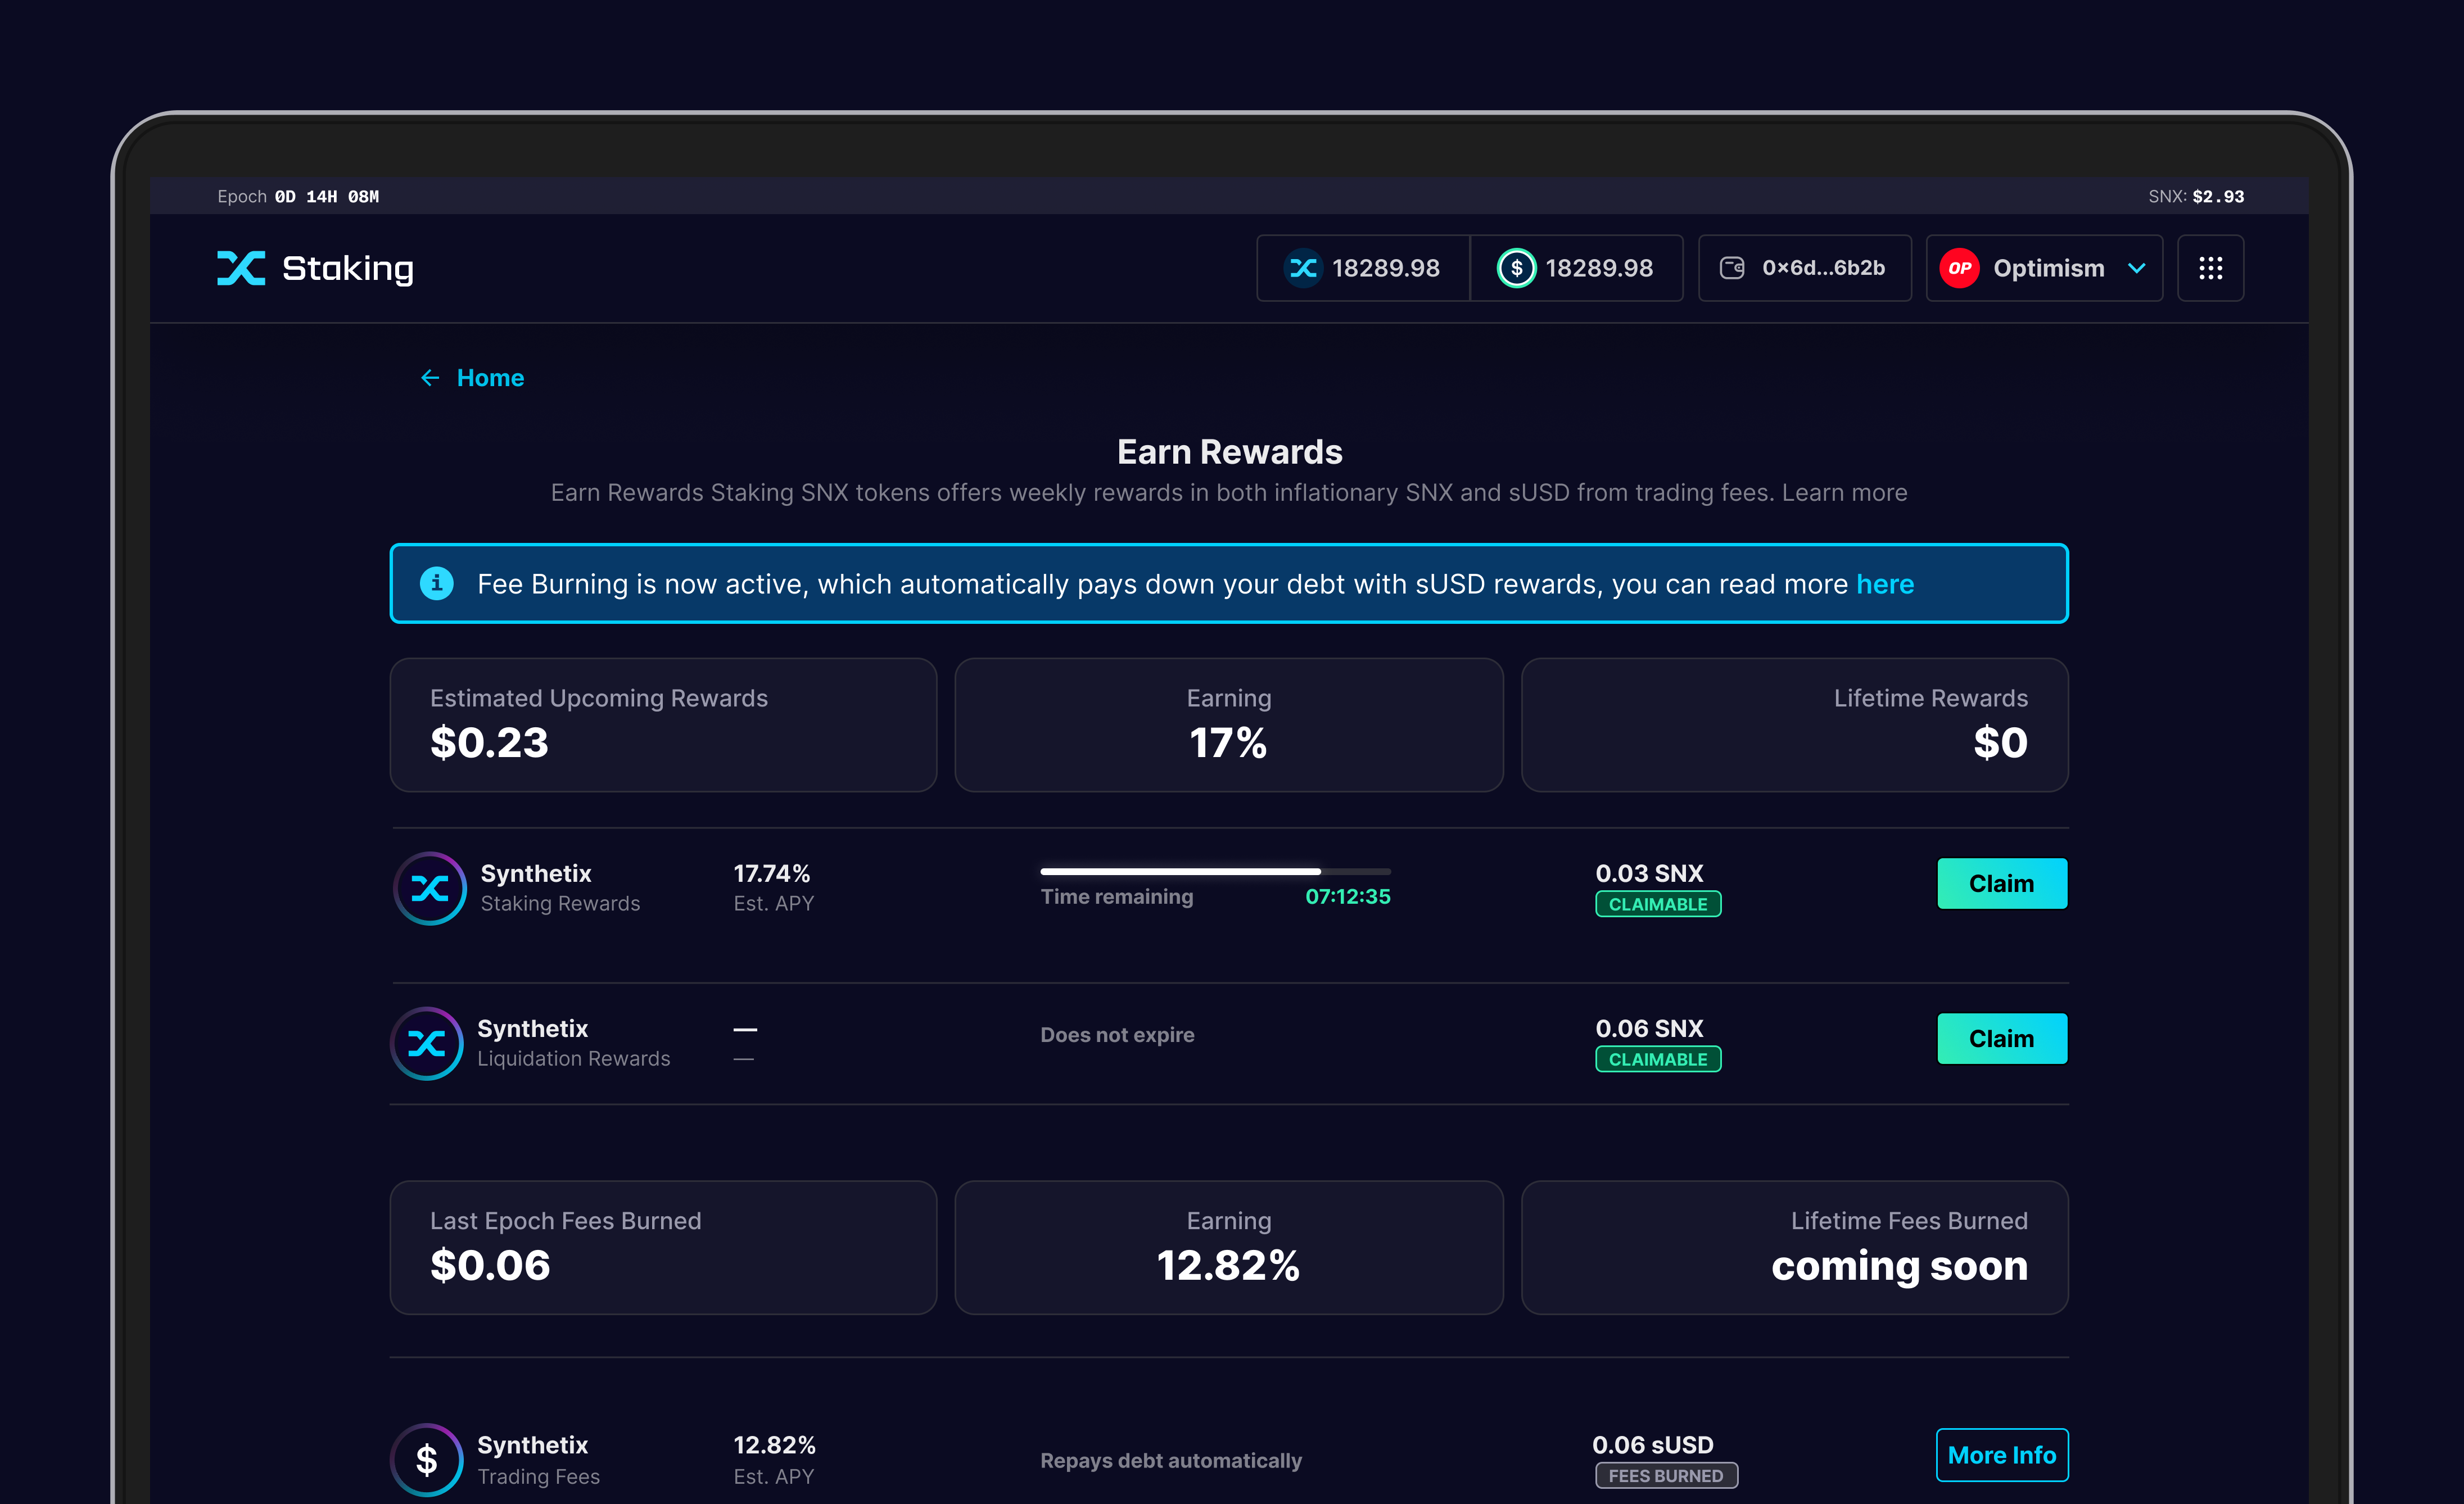 Epoch 0D 14H 08M
SNX: $2.93
Staking
18289.98
$ 18289.98
0×6d...6b2b
OP Optimism
← Home
Earn Rewards
Earn Rewards Staking SNX tokens offers weekly rewards in both inflationary SNX and sUSD from trading fees. Learn more
i Fee Burning is now active, which automatically pays down your debt with sUSD rewards, you can read more here
Estimated Upcoming Rewards
$0.23
Earning
17%
Lifetime Rewards
$0
Synthetix
Staking Rewards
17.74%
Est. APY
Time remaining 07:12:35
0.03 SNX
CLAIMABLE
Claim
Synthetix
Liquidation Rewards
—
—
Does not expire
0.06 SNX
CLAIMABLE
Claim
Last Epoch Fees Burned
$0.06
Earning
12.82%
Lifetime Fees Burned
coming soon
$
Synthetix
Trading Fees
12.82%
Est. APY
Repays debt automatically
0.06 sUSD
FEES BURNED
More Info